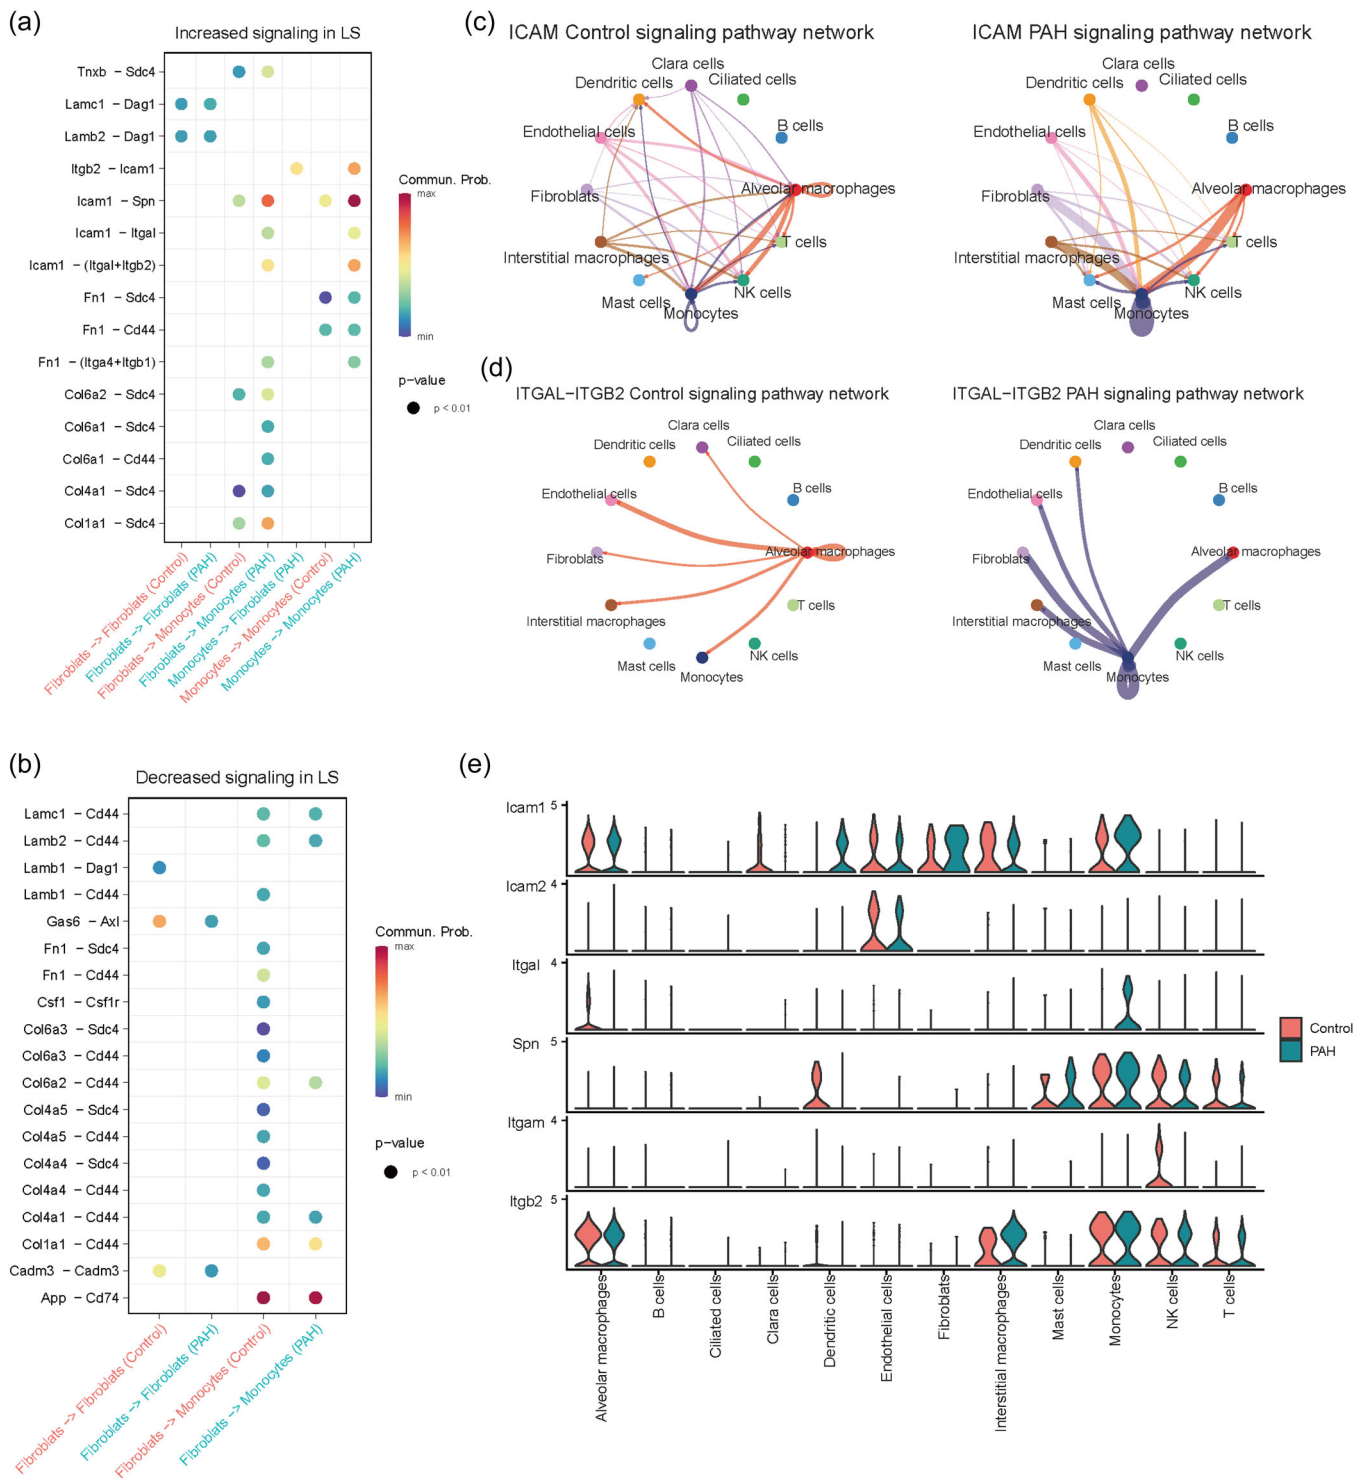 (a)
Increased signaling in LS
Tnxb - Sdc4
Lamc1 - Dag1
Lamb2 - Dag1
Itgb2 - Icam1
Icam1 - Spn
Icam1 - Itgal
Icam1 - (Itgal+Itgb2)
Fn1 - Sdc4
Fn1 - Cd44
Fn1 - (Itga4+Itgb1)
Col6a2 - Sdc4
Col6a1 - Sdc4
Col6a1 - Cd44
Col4a1 - Sdc4
Col1a1 - Sdc4
Fibroblats -> Fibroblats (Control)
Fibroblats -> Fibroblats (PAH)
Fibroblats -> Monocytes (Control)
Fibroblats -> Monocytes (PAH)
Monocytes -> Fibroblats (PAH)
Monocytes -> Monocytes (Control)
Monocytes -> Monocytes (PAH)
Commun. Prob.
max
min
p-value
p < 0.01
(b)
Decreased signaling in LS
Lamc1 - Cd44
Lamb2 - Cd44
Lamb1 - Dag1
Lamb1 - Cd44
Gas6 - Axl
Fn1 - Sdc4
Fn1 - Cd44
Csf1 - Csf1r
Col6a3 - Sdc4
Col6a3 - Cd44
Col6a2 - Cd44
Col4a5 - Sdc4
Col4a5 - Cd44
Col4a4 - Sdc4
Col4a4 - Cd44
Col4a1 - Cd44
Col1a1 - Cd44
Cadm3 - Cadm3
App - Cd74
Fibroblats -> Fibroblats (Control)
Fibroblats -> Fibroblats (PAH)
Fibroblats -> Monocytes (Control)
Fibroblats -> Monocytes (PAH)
Commun. Prob.
max
min
p-value
p < 0.01
(c)
ICAM Control signaling pathway network
Clara cells
Dendritic cells
Ciliated cells
Endothelial cells
B cells
Fibroblats
Alveolar macrophages
Interstitial macrophages
T cells
Mast cells
NK cells
Monocytes
ICAM PAH signaling pathway network
Clara cells
Dendritic cells
Ciliated cells
Endothelial cells
B cells
Fibroblats
Alveolar macrophages
Interstitial macrophages
T cells
Mast cells
NK cells
Monocytes
(d)
ITGAL-ITGB2 Control signaling pathway network
Clara cells
Dendritic cells
Ciliated cells
Endothelial cells
B cells
Fibroblats
Alveolar macrophages
Interstitial macrophages
T cells
Mast cells
NK cells
Monocytes
ITGAL-ITGB2 PAH signaling pathway network
Clara cells
Dendritic cells
Ciliated cells
Endothelial cells
B cells
Fibroblats
Alveolar macrophages
Interstitial macrophages
T cells
Mast cells
NK cells
Monocytes
(e)
Icam1 5
Icam2 4
Itgal 4
Spn 5
Itgam 4
Itgb2 5
Alveolar macrophages
B cells
Ciliated cells
Clara cells
Dendritic cells
Endothelial cells
Fibroblats
Interstitial macrophages
Mast cells
Monocytes
NK cells
T cells
Control
PAH